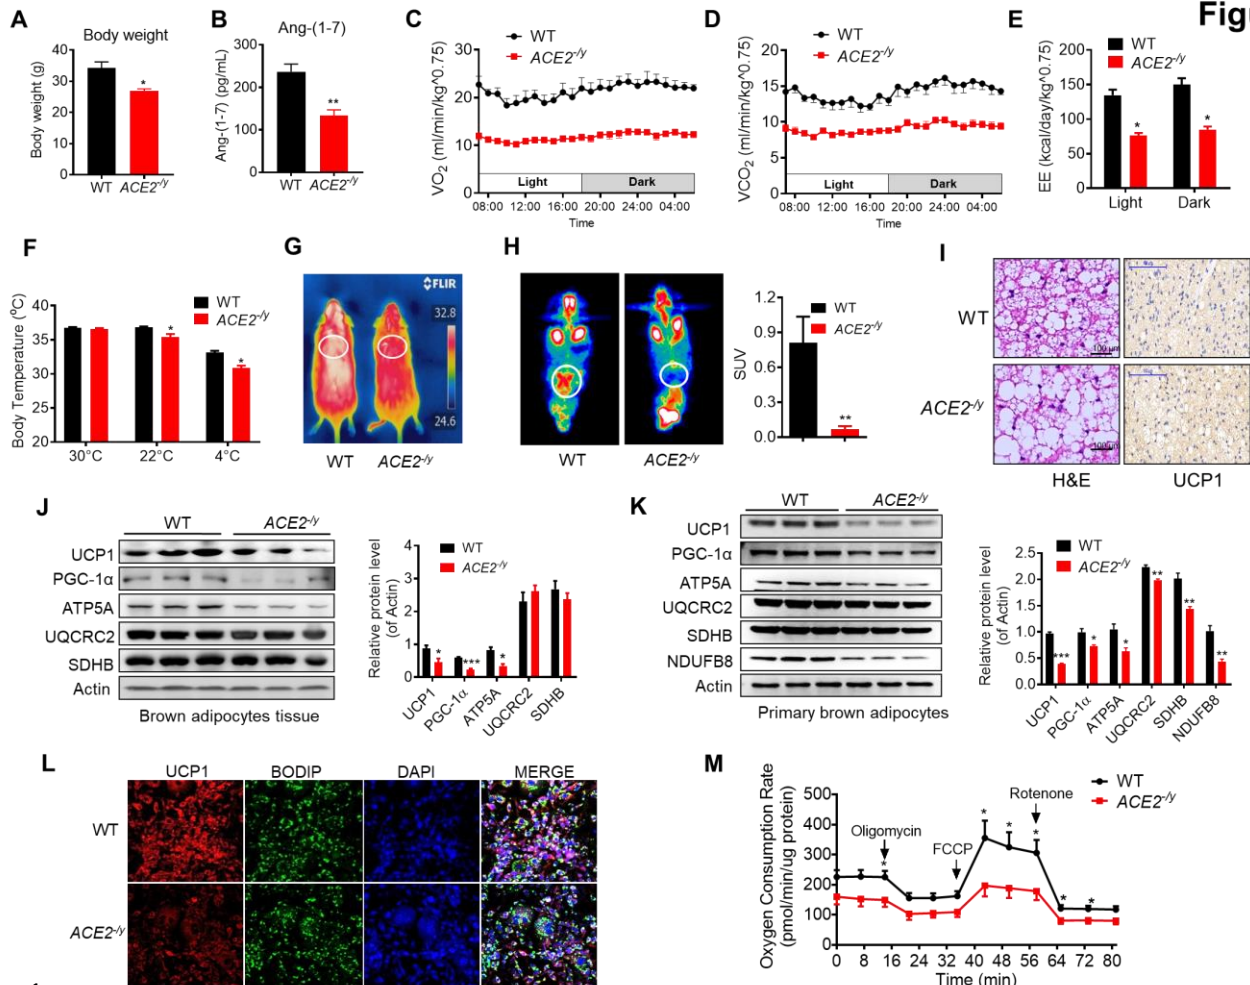 Figu
A
Body weight
Body weight (g)
40
30
20
10
0
*
WT ACE2-/y
B
Ang-(1-7)
Ang-(1-7) (pg/mL)
300
200
100
0
**
WT ACE2-/y
C
WT
ACE2-/y
VO2 (ml/min/kg^0.75)
30
20
10
0
Light Dark
08:00 12:00 16:00 20:00 24:00 04:00
Time
D
WT
ACE2-/y
VCO2 (ml/min/kg^0.75)
20
15
10
5
0
Light Dark
08:00 12:00 16:00 20:00 24:00 04:00
Time
E
WT
ACE2-/y
EE (kcal/day/kg^0.75)
200
150
100
50
0
* *
Light Dark
F
WT
ACE2-/y
Body Temperature (oC)
40
35
30
25
20
* *
30°C 22°C 4°C
G
FLIR
32.8
24.6
WT ACE2-/y
H
WT ACE2-/y
SUV
1.2
0.9
0.6
0.3
0.0
WT
ACE2-/y
**
I
WT
100 μm
ACE2-/y
100 μm
H&E UCP1
J
WT ACE2-/y
UCP1
PGC-1α
ATP5A
UQCRC2
SDHB
Actin
Brown adipocytes tissue
Relative protein level
(of Actin)
4
3
2
1
0
WT
ACE2-/y
* *** *
UCP1 PGC-1α ATP5A UQCRC2 SDHB
K
WT ACE2-/y
UCP1
PGC-1α
ATP5A
UQCRC2
SDHB
NDUFB8
Actin
Primary brown adipocytes
Relative protein level
(of Actin)
2.5
2.0
1.5
1.0
0.5
0.0
WT
ACE2-/y
*** * * ** ** **
UCP1 PGC-1α ATP5A UQCRC2 SDHB NDUFB8
L
UCP1 BODIP DAPI MERGE
WT
ACE2-/y
M
WT
ACE2-/y
Oxygen Consumption Rate
(pmol/min/ug protein)
500
400
300
200
100
0
Oligomycin
FCCP
Rotenone
* * * * * *
0 8 16 24 32 40 48 56 64 72 80
Time (min)